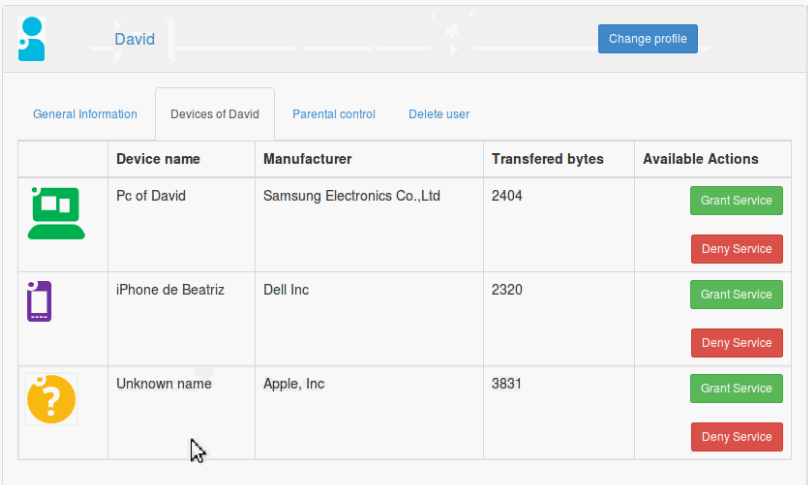 David
Change profile
General Information Devices of David Parental control Delete user
Device name Manufacturer Transfered bytes Available Actions
Pc of David Samsung Electronics Co.,Ltd 2404 Grant Service
Deny Service
iPhone de Beatriz Dell Inc 2320 Grant Service
Deny Service
? Unknown name Apple, Inc 3831 Grant Service
Deny Service